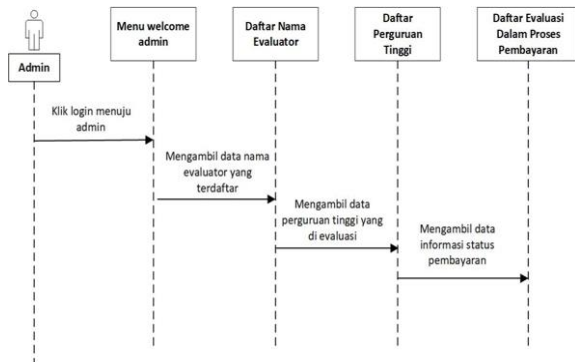 Menu welcome
admin
Daftar Nama
Evaluator
Daftar
Perguruan
Tinggi
Daftar Evaluasi
Dalam Proses
Pembayaran
Admin
Klik login menuju
admin
Mengambil data nama
evaluator yang
terdaftar
Mengambil data
perguruan tinggi yang
di evaluasi
Mengambil data
informasi status
pembayaran